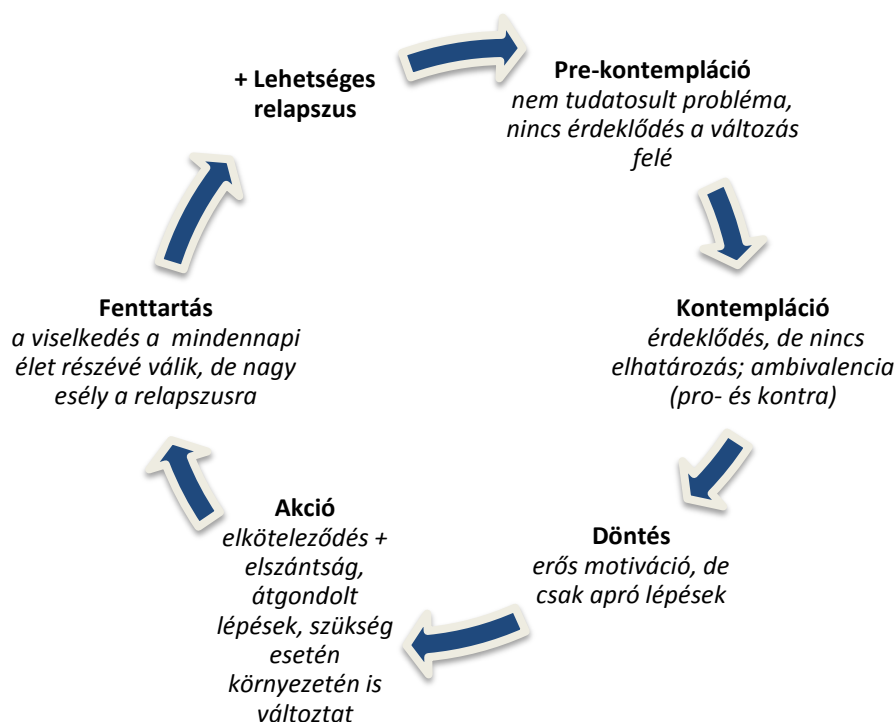 + Lehetséges
relapszus
Pre-kontempláció
nem tudatosult probléma,
nincs érdeklődés a változás
felé
Kontempláció
érdeklődés, de nincs
elhatározás; ambivalencia
(pro- és kontra)
Döntés
erős motiváció, de
csak apró lépések
Akció
elköteleződés +
elszántság,
átgondolt
lépések, szükség
esetén
környezetén is
változtat
Fenttartás
a viselkedés a mindennapi
élet részévé válik, de nagy
esély a relapszusra